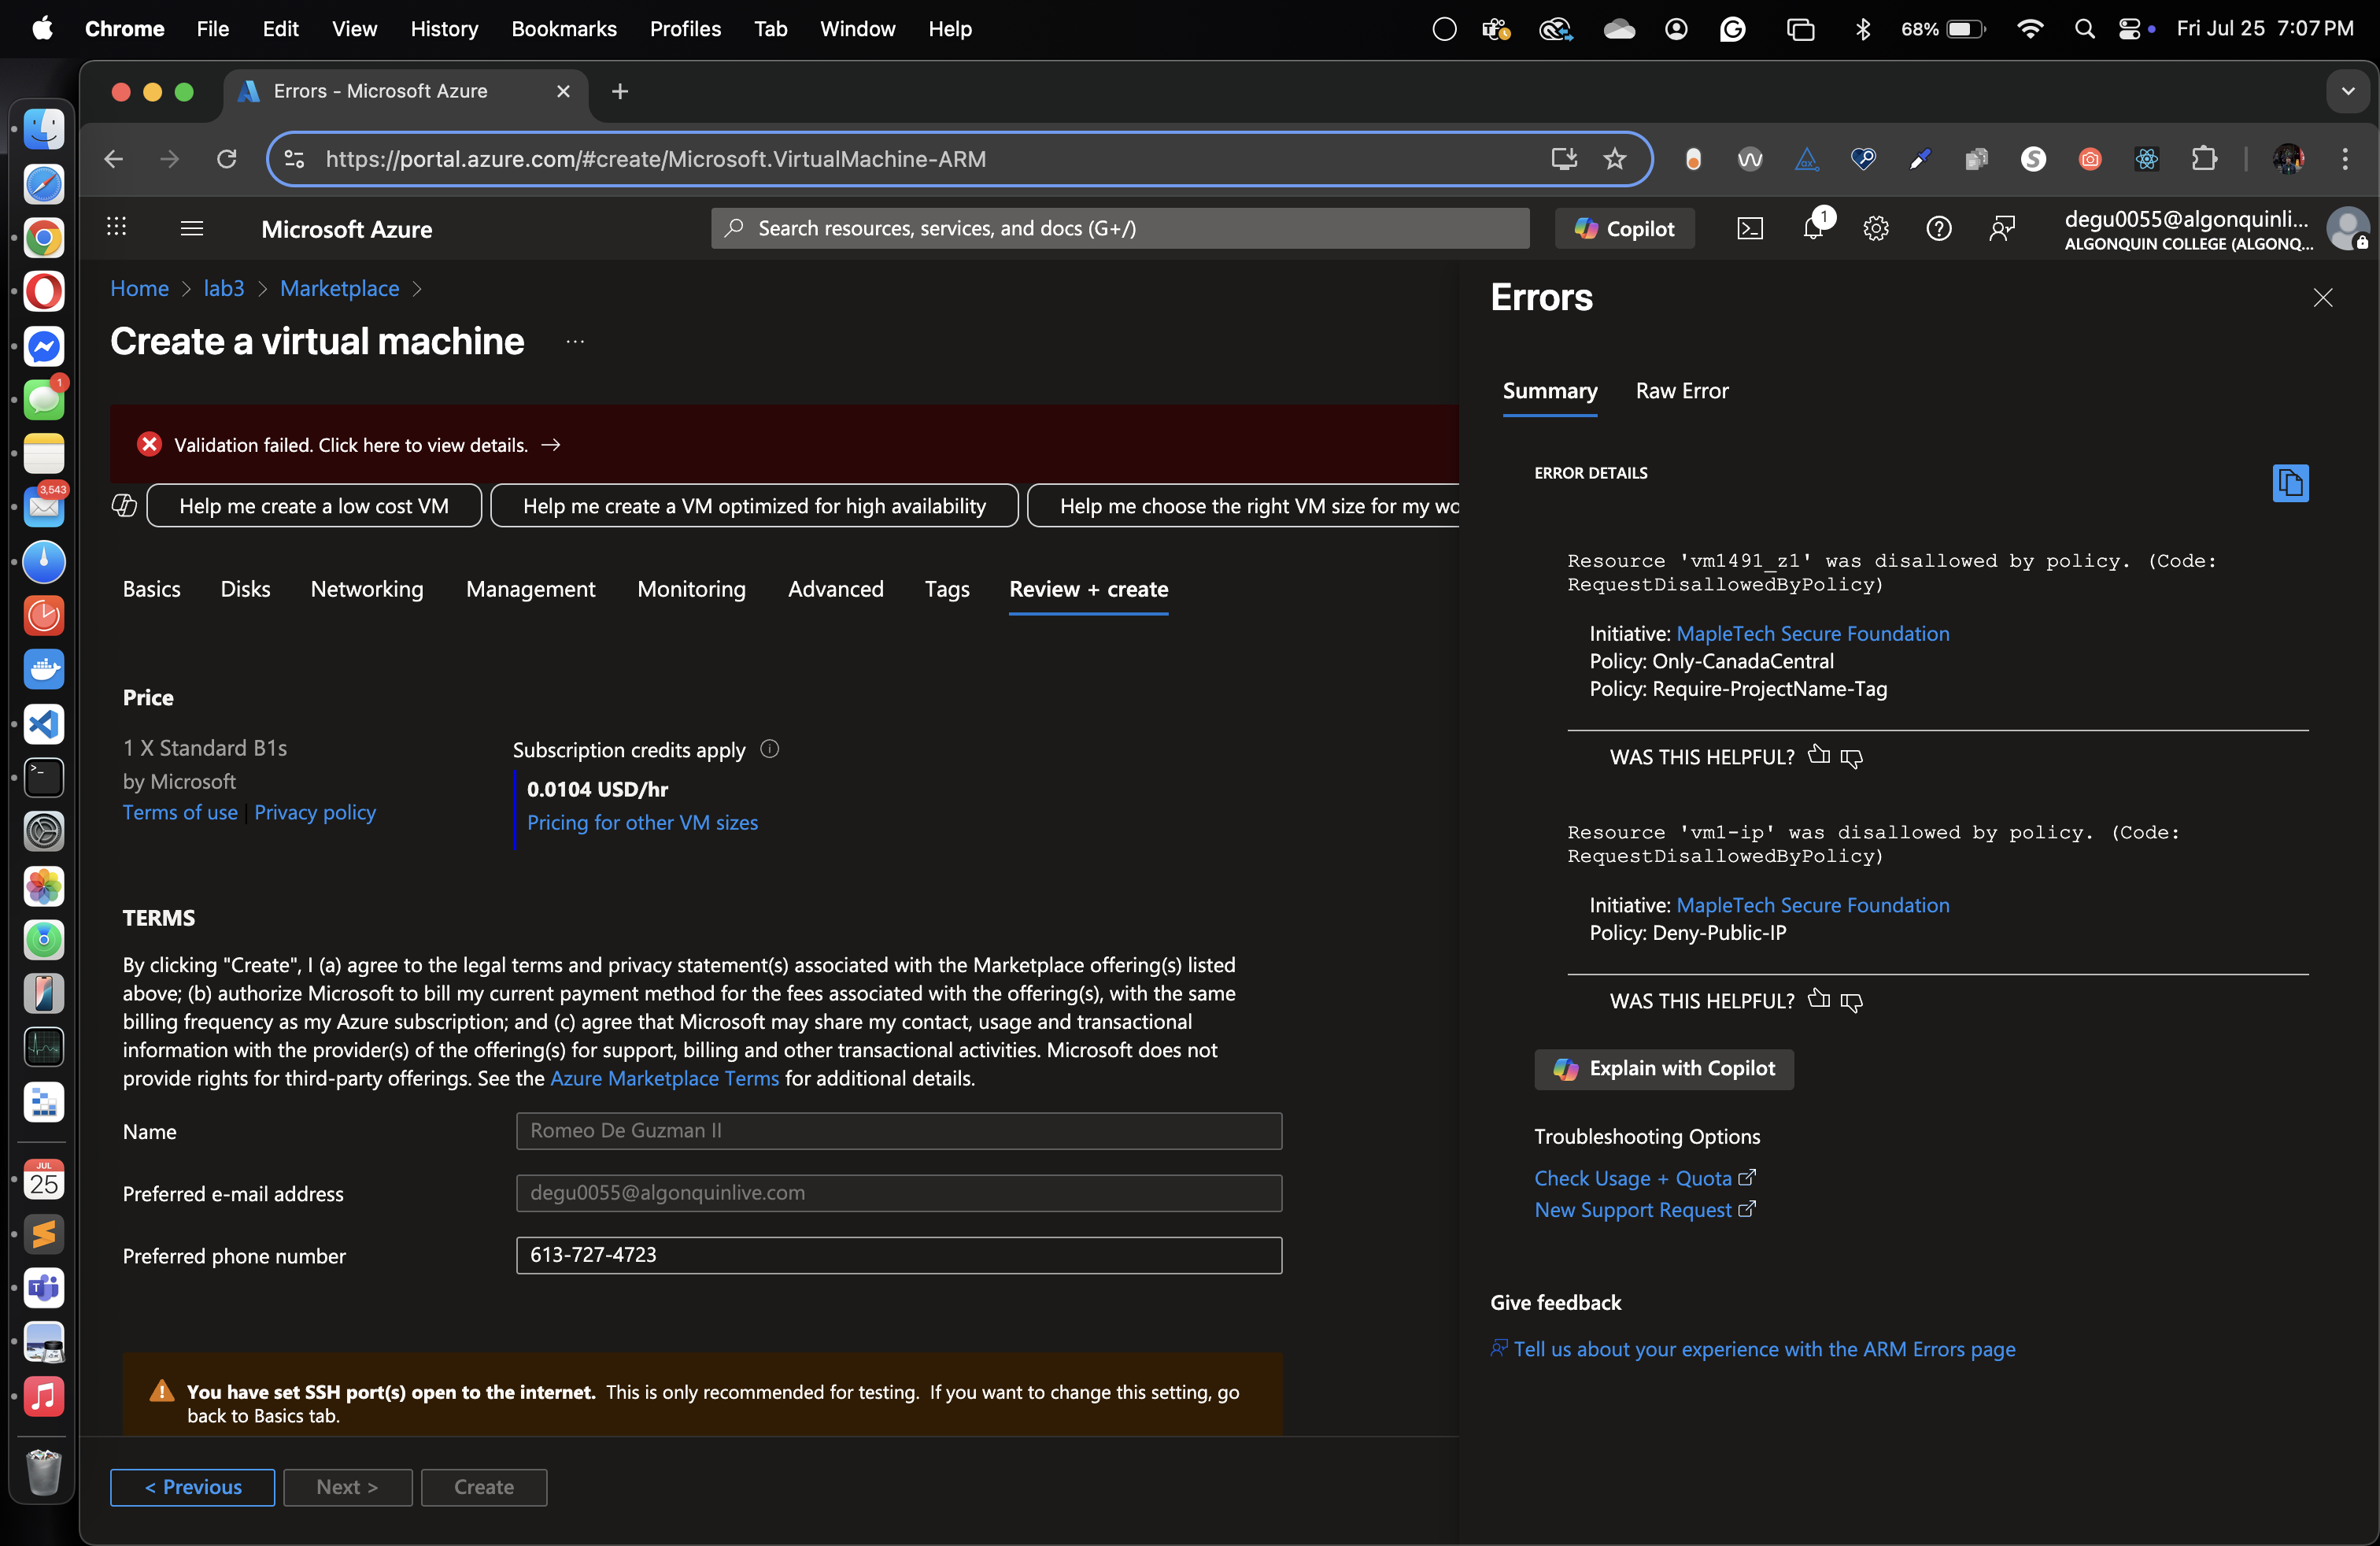 Chrome File Edit View History Bookmarks Profiles Tab Window Help 68% Fri Jul 25 7:07 PM
Errors - Microsoft Azure
https://portal.azure.com/#create/Microsoft.VirtualMachine-ARM
Microsoft Azure
Search resources, services, and docs (G+/)
Copilot
1
degu0055@algonquinli...
ALGONQUIN COLLEGE (ALGONQ...
Home > lab3 > Marketplace >
Create a virtual machine ...
Validation failed. Click here to view details. →
Help me create a low cost VM
Help me create a VM optimized for high availability
Help me choose the right VM size for my wo
Basics Disks Networking Management Monitoring Advanced Tags Review + create
Price
1 X Standard B1s
by Microsoft
Terms of use | Privacy policy
Subscription credits apply
0.0104 USD/hr
Pricing for other VM sizes
TERMS
By clicking "Create", I (a) agree to the legal terms and privacy statement(s) associated with the Marketplace offering(s) listed
above; (b) authorize Microsoft to bill my current payment method for the fees associated with the offering(s), with the same
billing frequency as my Azure subscription; and (c) agree that Microsoft may share my contact, usage and transactional
information with the provider(s) of the offering(s) for support, billing and other transactional activities. Microsoft does not
provide rights for third-party offerings. See the Azure Marketplace Terms for additional details.
Name
Romeo De Guzman II
Preferred e-mail address
degu0055@algonquinlive.com
Preferred phone number
613-727-4723
You have set SSH port(s) open to the internet. This is only recommended for testing. If you want to change this setting, go
back to Basics tab.
< Previous
Next >
Create
Errors
Summary Raw Error
ERROR DETAILS
Resource 'vm1491_z1' was disallowed by policy. (Code:
RequestDisallowedByPolicy)
Initiative: MapleTech Secure Foundation
Policy: Only-CanadaCentral
Policy: Require-ProjectName-Tag
WAS THIS HELPFUL?
Resource 'vm1-ip' was disallowed by policy. (Code:
RequestDisallowedByPolicy)
Initiative: MapleTech Secure Foundation
Policy: Deny-Public-IP
WAS THIS HELPFUL?
Explain with Copilot
Troubleshooting Options
Check Usage + Quota
New Support Request
Give feedback
Tell us about your experience with the ARM Errors page
1
3,543
JUL
25